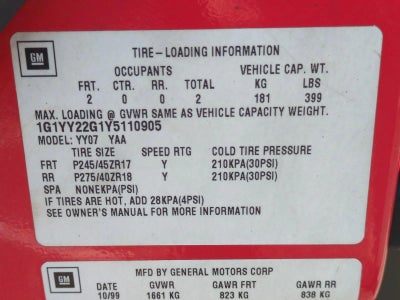 GM
TIRE-LOADING INFORMATION
OCCUPANTS VEHICLE CAP. WT.
FRT. CTR. RR. TOTAL KG LBS
2 0 0 2 181 399
MAX. LOADING @ GVWR SAME AS VEHICLE CAPACITY WEIGHT.
1G1YY22G1Y5110905
MODEL: YY07 YAA
TIRE SIZE SPEED RTG COLD TIRE PRESSURE
FRT P245/45ZR17 Y 210KPA(30PSI)
RR P275/40ZR18 Y 210KPA(30PSI)
SPA NONEKPA(PSI)
IF TIRES ARE HOT, ADD 28KPA(4PSI)
SEE OWNER'S MANUAL FOR MORE INFORMATION
GM
MFD BY GENERAL MOTORS CORP
DATE GVWR GAWR FRT GAWR RR
10/99 1661 KG 823 KG 838 KG